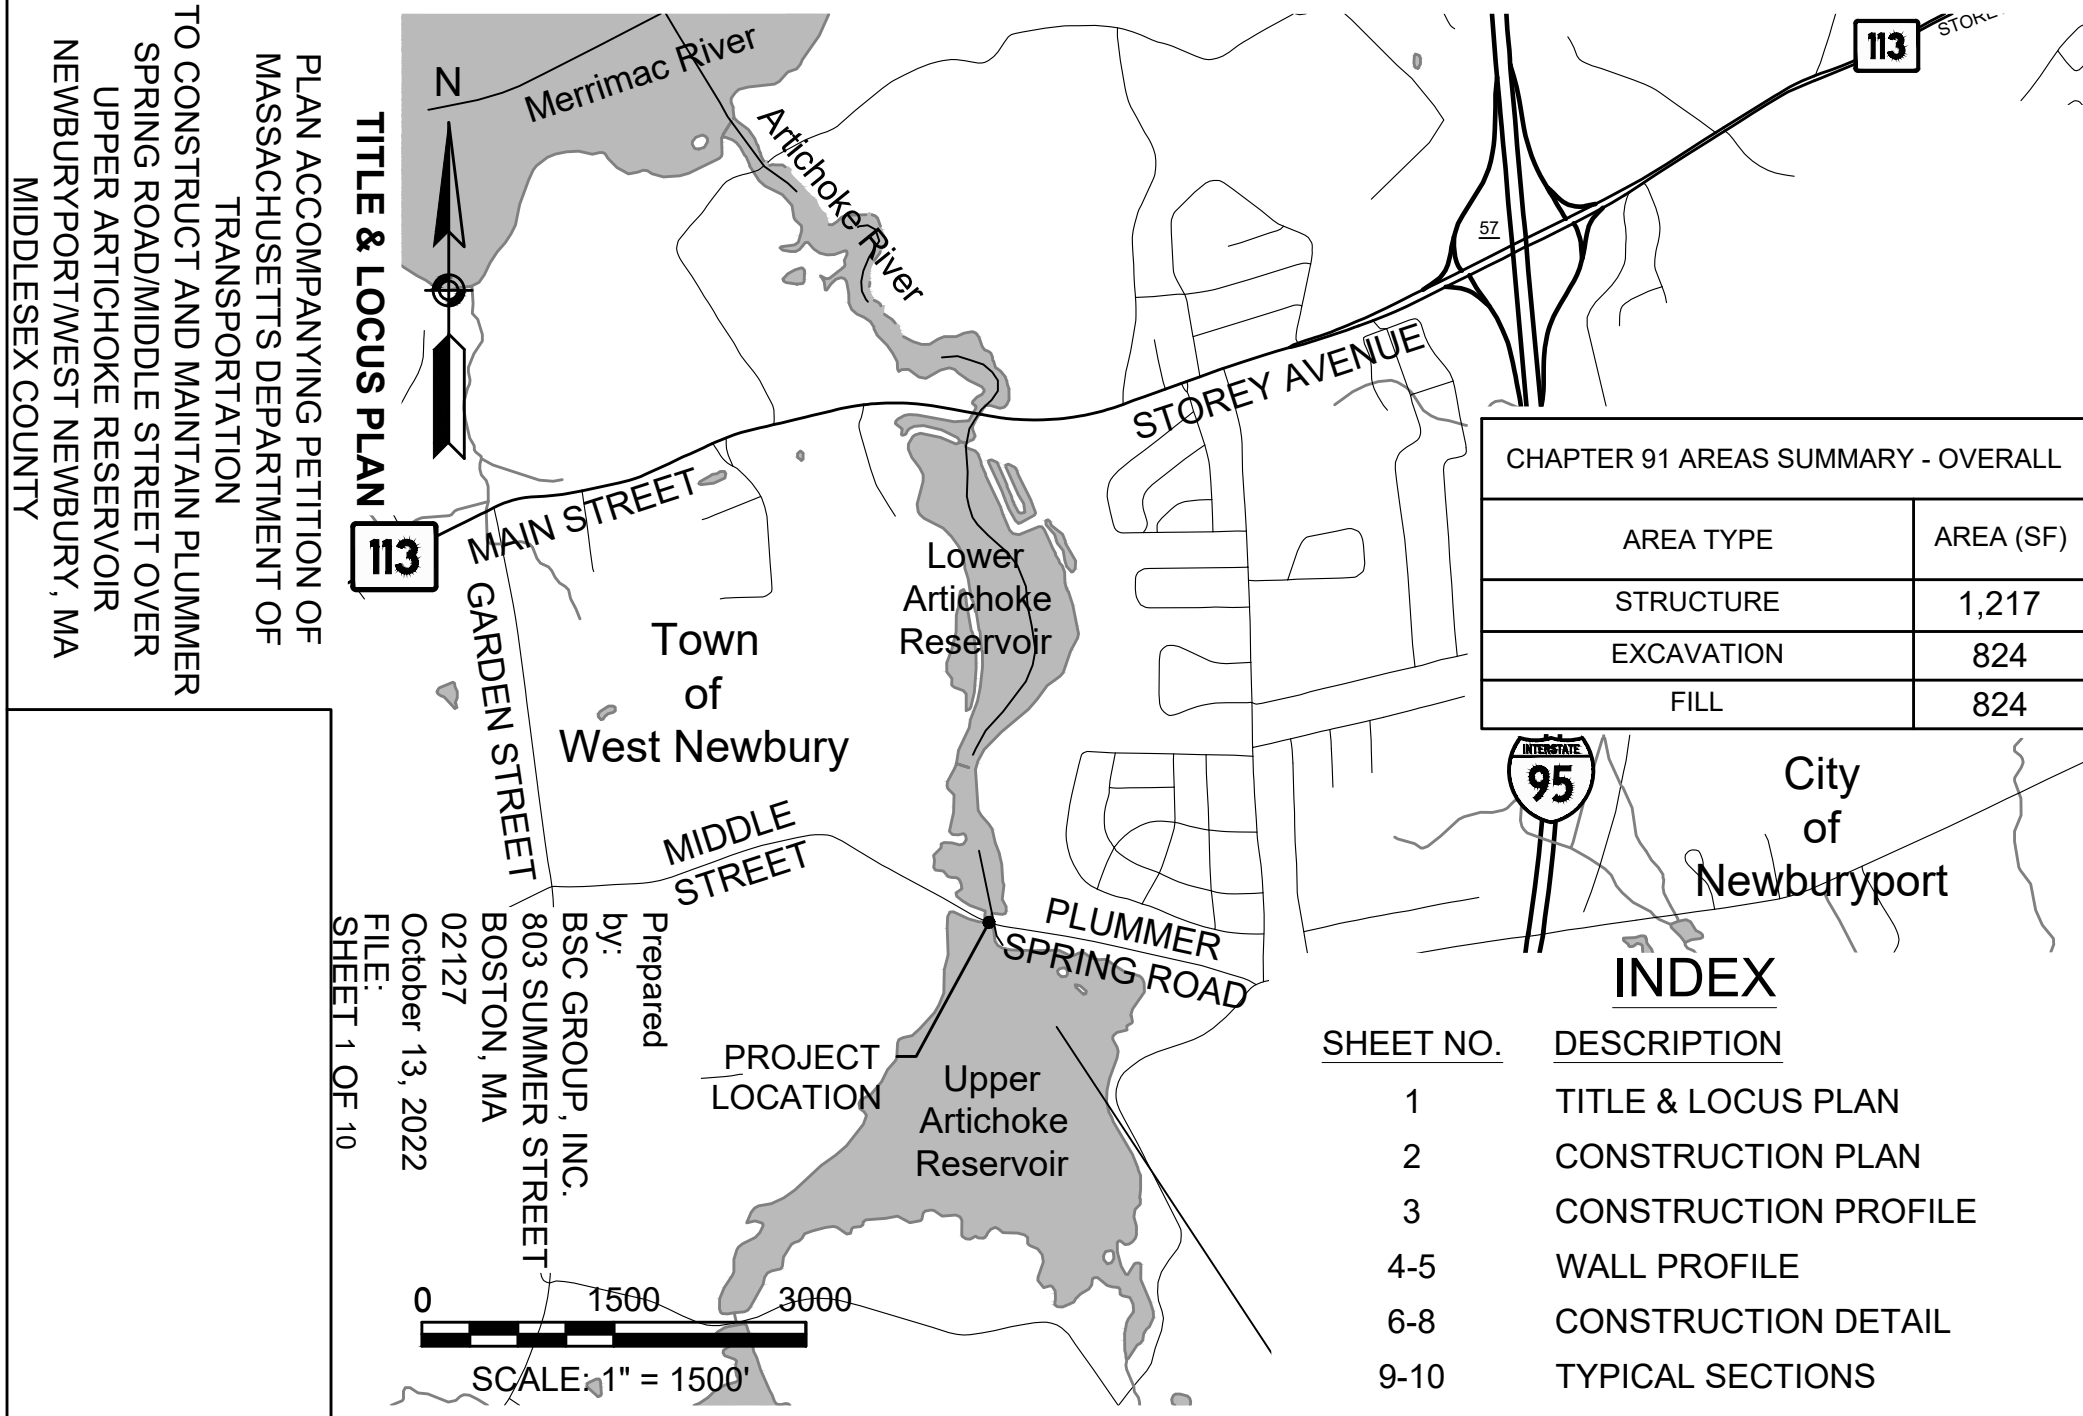 TITLE & LOCUS PLAN
PLAN ACCOMPANYING PETITION OF
MASSACHUSETTS DEPARTMENT OF
TRANSPORTATION
TO CONSTRUCT AND MAINTAIN PLUMMER
SPRING ROAD/MIDDLE STREET OVER
UPPER ARTICHOKE RESERVOIR
NEWBURYPORT/WEST NEWBURY, MA
MIDDLESEX COUNTY
N
Merrimac River
Artichoke River
113
57
STOREY AVENUE
113
MAIN STREET
GARDEN STREET
Lower
Artichoke
Reservoir
Town
of
West Newbury
MIDDLE
STREET
PLUMMER
SPRING ROAD
PROJECT
LOCATION
Upper
Artichoke
Reservoir
CHAPTER 91 AREAS SUMMARY - OVERALL
AREA TYPE AREA (SF)
STRUCTURE 1,217
EXCAVATION 824
FILL 824
INTERSTATE
95
City
of
Newburyport
Prepared
by:
BSC GROUP, INC.
803 SUMMER STREET
BOSTON, MA
02127
October 13, 2022
FILE:
SHEET 1 OF 10
0 1500 3000
SCALE: 1" = 1500'
INDEX
SHEET NO. DESCRIPTION
1 TITLE & LOCUS PLAN
2 CONSTRUCTION PLAN
3 CONSTRUCTION PROFILE
4-5 WALL PROFILE
6-8 CONSTRUCTION DETAIL
9-10 TYPICAL SECTIONS